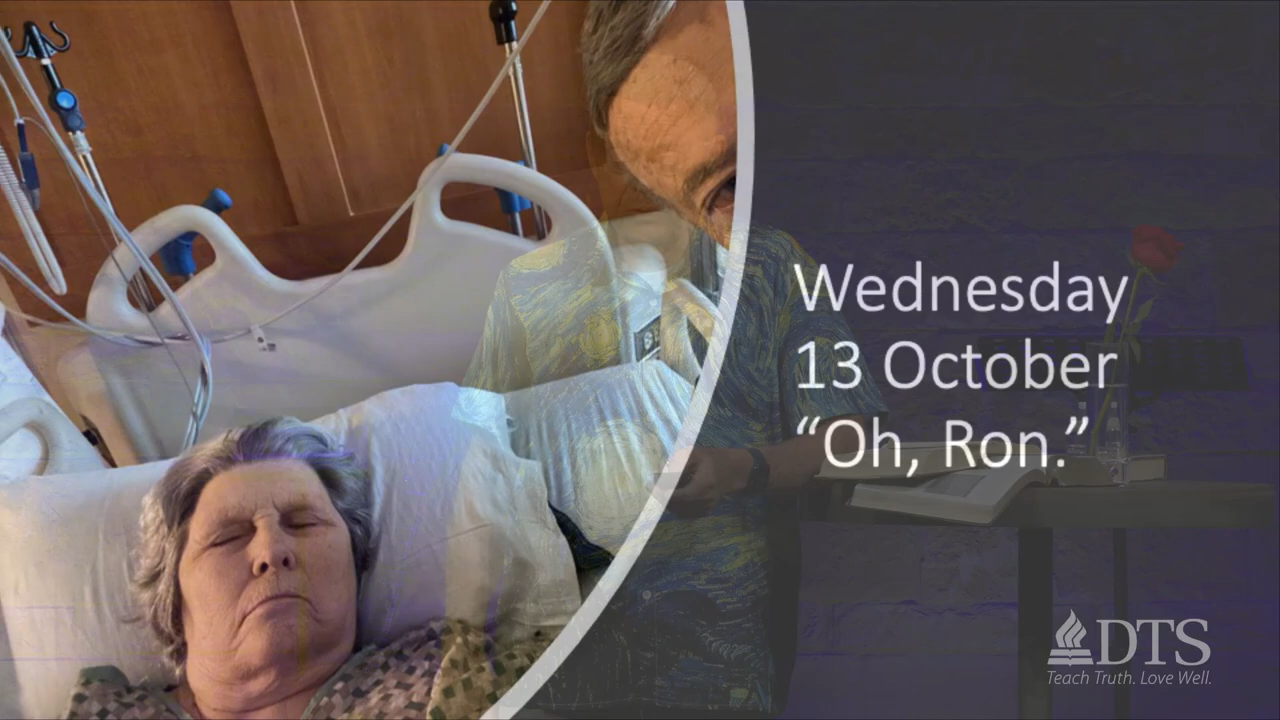 Wednesday
13 October
“Oh, Ron.”
DTS
Teach Truth. Love Well.